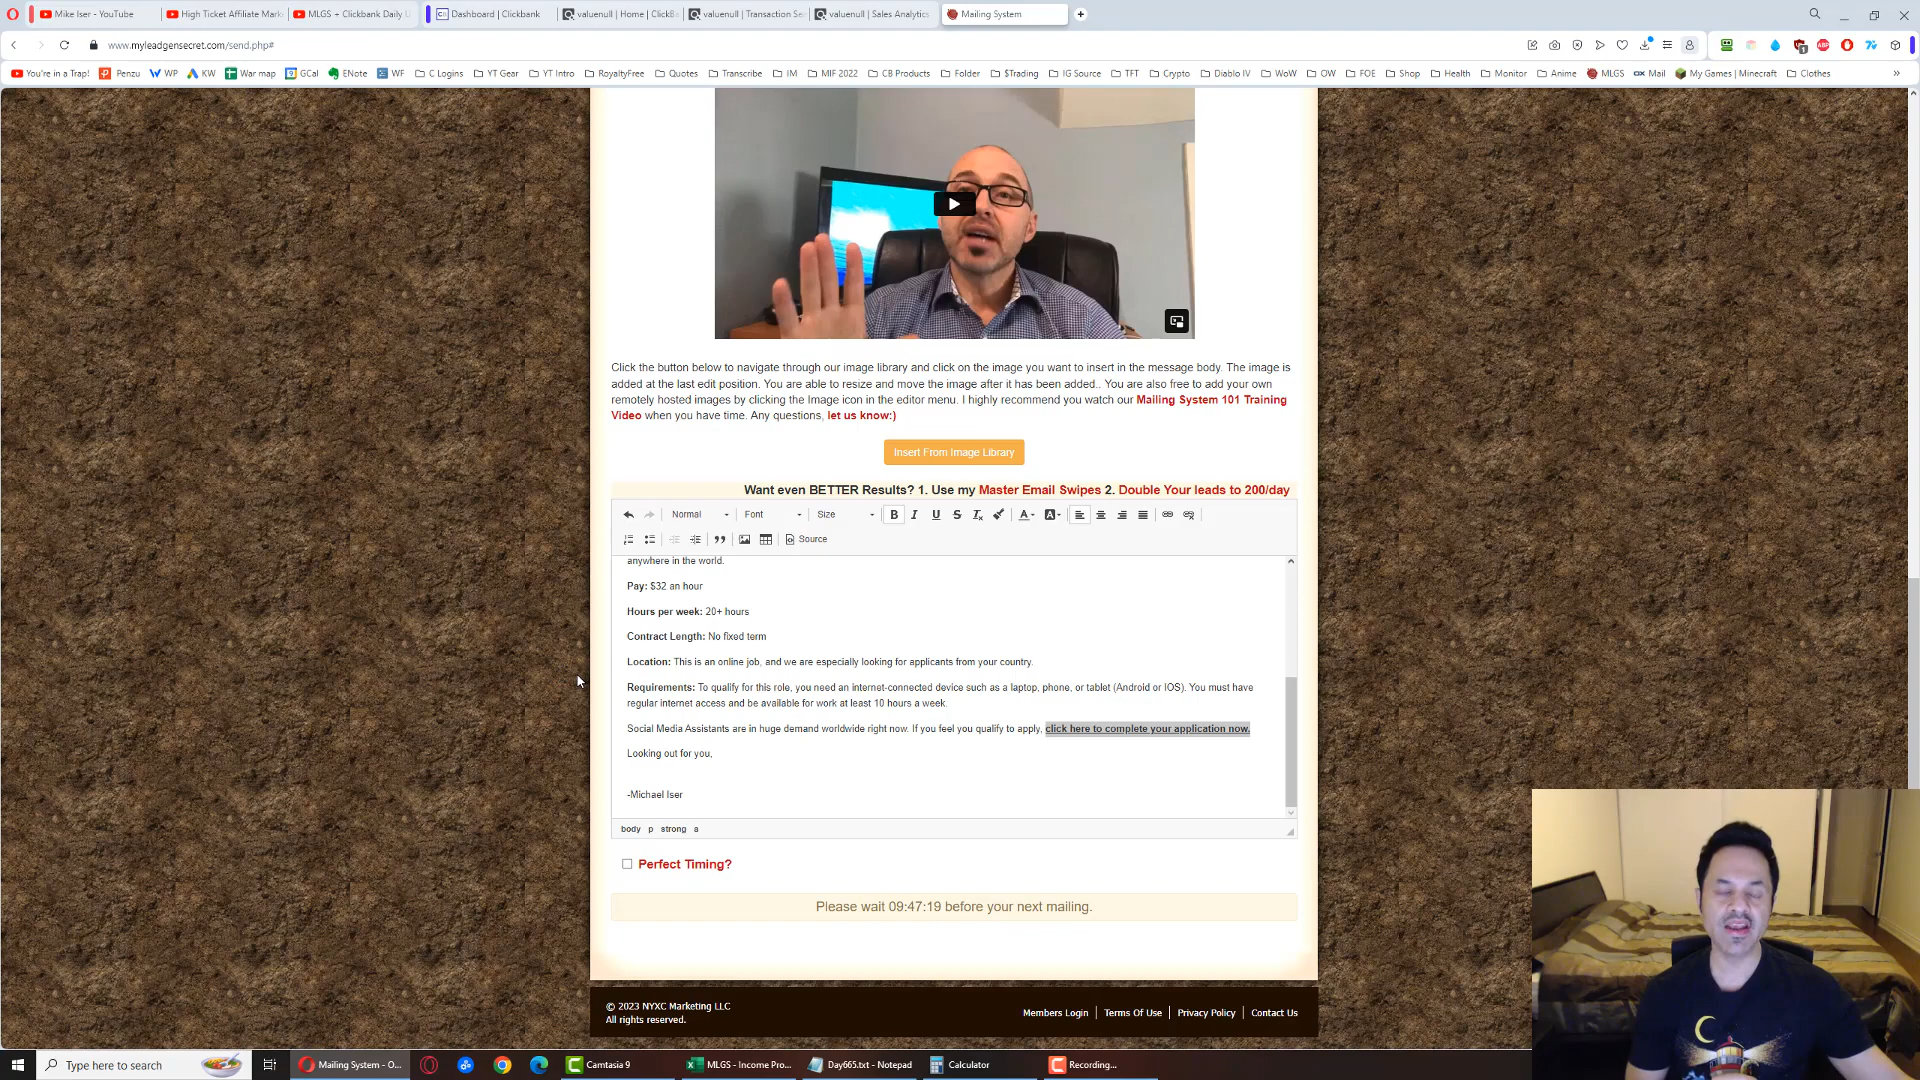 Mike Iser - YouTube
High Ticket Affiliate Mark
MLGS + Clickbank Daily U
Dashboard | Clickbank
valuenull | Home | ClickBa
valuenull | Transaction Se
valuenull | Sales Analytics
Mailing System
www.myleadgensecret.com/send.php#
You're in a Trap!
Penzu
WP
KW
War map
GCal
ENote
WF
C Logins
YT Gear
YT Intro
RoyaltyFree
Quotes
Transcribe
IM
MIF 2022
CB Products
Folder
$Trading
IG Source
TFT
Crypto
Diablo IV
WoW
OW
FOE
Shop
Health
Monitor
Anime
MLGS
Mail
My Games | Minecraft
Clothes
Click the button below to navigate through our image library and click on the image you want to insert in the message body. The image is
added at the last edit position. You are able to resize and move the image after it has been added.. You are also free to add your own
remotely hosted images by clicking the Image icon in the editor menu. I highly recommend you watch our Mailing System 101 Training
Video when you have time. Any questions, let us know:)
Insert From Image Library
Want even BETTER Results? 1. Use my Master Email Swipes 2. Double Your leads to 200/day
Normal
Font
Size
Source
anywhere in the world.
Pay: $32 an hour
Hours per week: 20+ hours
Contract Length: No fixed term
Location: This is an online job, and we are especially looking for applicants from your country.
Requirements: To qualify for this role, you need an internet-connected device such as a laptop, phone, or tablet (Android or IOS). You must have
regular internet access and be available for work at least 10 hours a week.
Social Media Assistants are in huge demand worldwide right now. If you feel you qualify to apply, click here to complete your application now.
Looking out for you,
-Michael Iser
body p strong a
Perfect Timing?
Please wait 09:47:19 before your next mailing.
© 2023 NYXC Marketing LLC
All rights reserved.
Members Login
Terms Of Use
Privacy Policy
Contact Us
Type here to search
Mailing System - O...
Camtasia 9
MLGS - Income Pro...
Day665.txt - Notepad
Calculator
Recording...